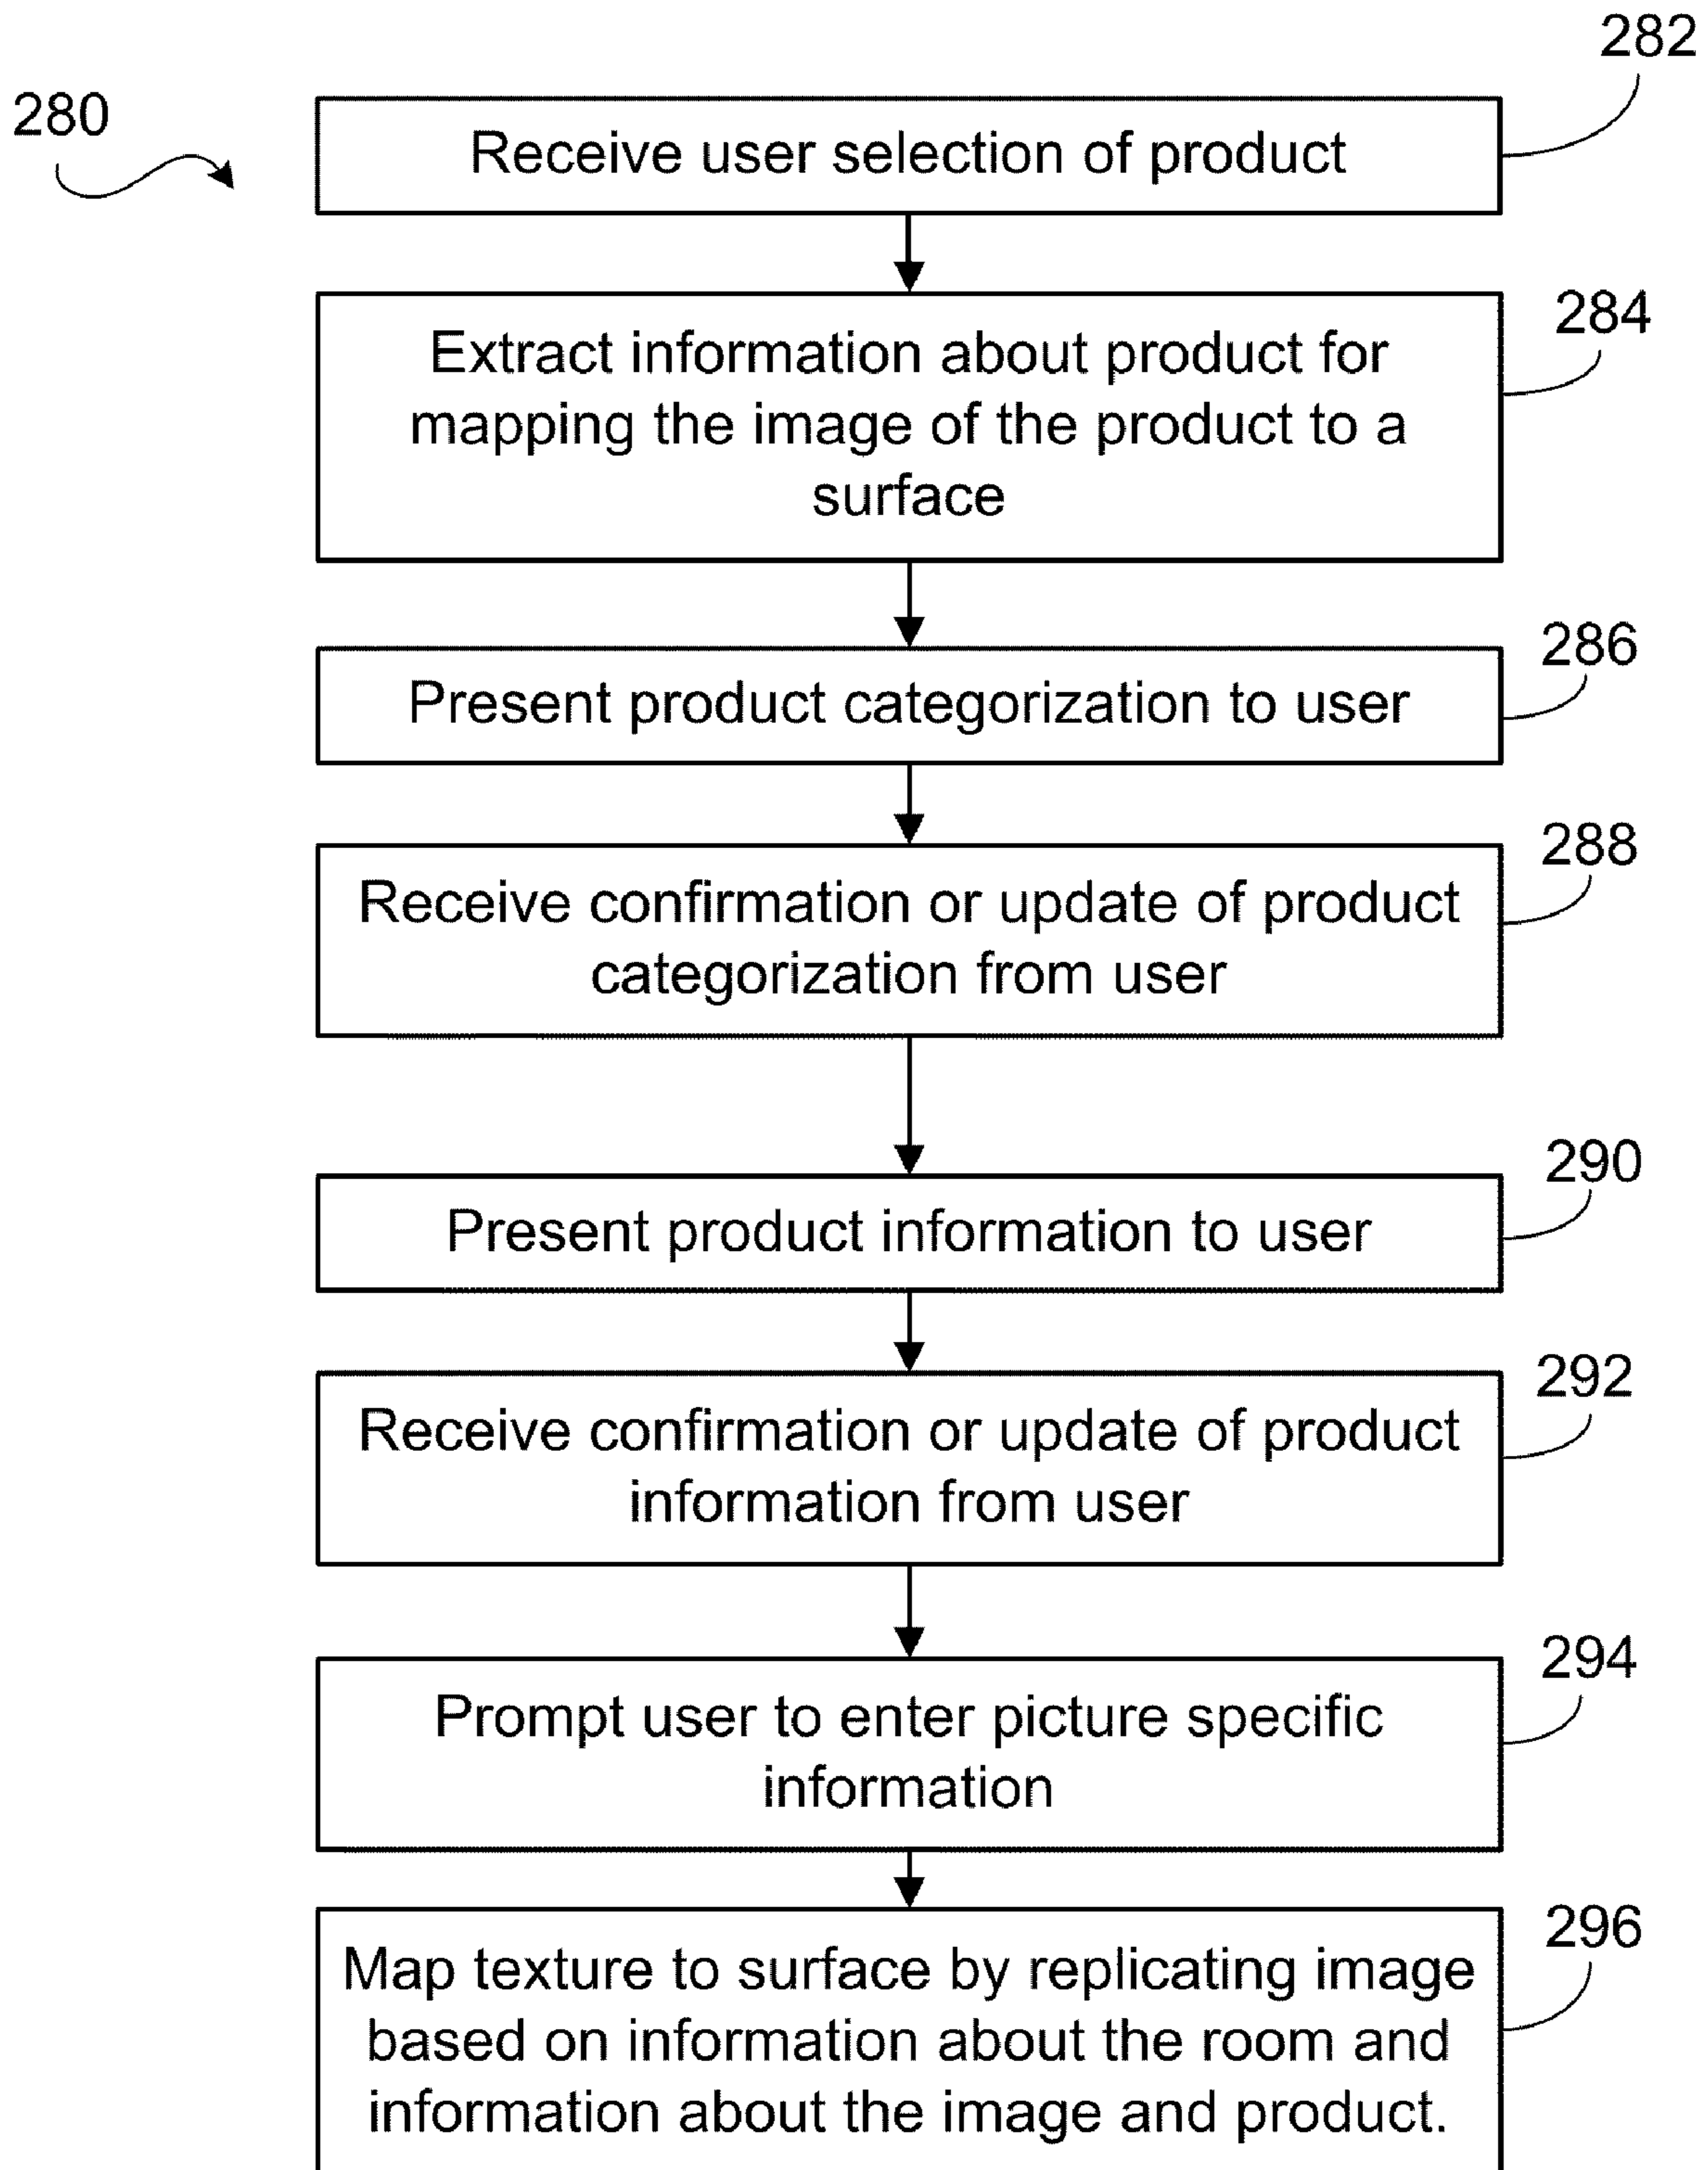 282
280
Receive user selection of product
284
Extract information about product for
mapping the image of the product to a
surface
286
Present product categorization to user
288
Receive confirmation or update of product
categorization from user
290
Present product information to user
292
Receive confirmation or update of product
information from user
294
Prompt user to enter picture specific
information
296
Map texture to surface by replicating image
based on information about the room and
information about the image and product.